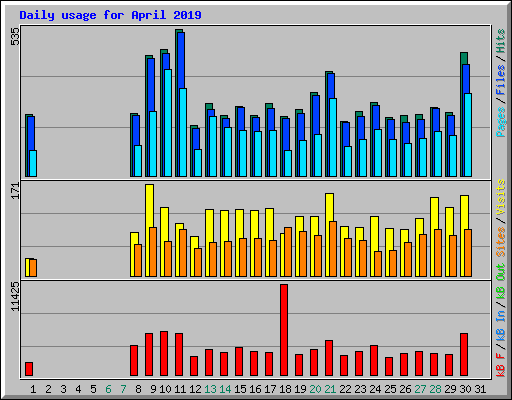 Daily usage for April 2019
535
Pages / Files / Hits
171
Sites / Visits
11425
kB F / kB In / kB Out
1 2 3 4 5 6 7 8 9 10 11 12 13 14 15 16 17 18 19 20 21 22 23 24 25 26 27 28 29 30 31